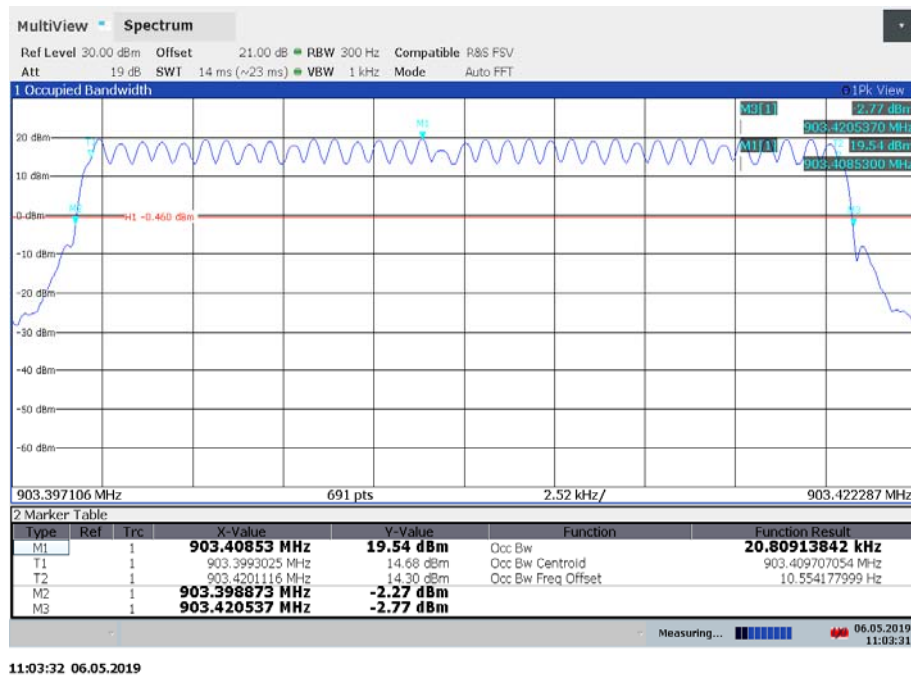 MultiView Spectrum
Ref Level 30.00 dBm Offset 21.00 dB RBW 300 Hz Compatible R&S FSV
Att 19 dB SWT 14 ms (~23 ms) VBW 1 kHz Mode Auto FFT
1 Occupied Bandwidth 1Pk View
M3[1] -2.77 dBm
903.4205370 MHz
M1[1] 19.54 dBm
903.4085300 MHz
M1
20 dBm
10 dBm
M2
M3
0 dBm
H1 -0.460 dBm
-10 dBm
-20 dBm
-30 dBm
-40 dBm
-50 dBm
-60 dBm
903.397106 MHz 691 pts 2.52 kHz/ 903.422287 MHz
2 Marker Table
Type Ref Trc X-Value Y-Value Function Function Result
M1 1 903.40853 MHz 19.54 dBm Occ Bw 20.80913842 kHz
T1 1 903.3993025 MHz 14.68 dBm Occ Bw Centroid 903.409707054 MHz
T2 1 903.4201116 MHz 14.30 dBm Occ Bw Freq Offset 10.554177999 Hz
M2 1 903.398873 MHz -2.27 dBm
M3 1 903.420537 MHz -2.77 dBm
Measuring... 06.05.2019
11:03:31
11:03:32 06.05.2019